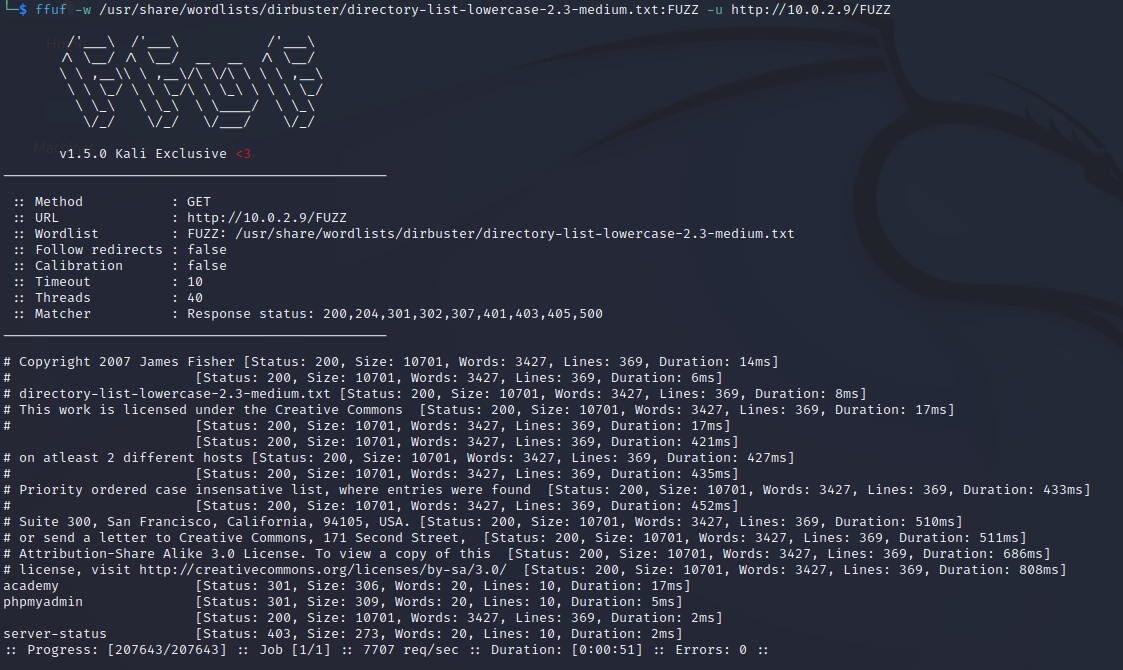 └─$ ffuf -w /usr/share/wordlists/dirbuster/directory-list-lowercase-2.3-medium.txt:FUZZ -u http://10.0.2.9/FUZZ
v1.5.0 Kali Exclusive <3
:: Method : GET
:: URL : http://10.0.2.9/FUZZ
:: Wordlist : FUZZ: /usr/share/wordlists/dirbuster/directory-list-lowercase-2.3-medium.txt
:: Follow redirects : false
:: Calibration : false
:: Timeout : 10
:: Threads : 40
:: Matcher : Response status: 200,204,301,302,307,401,403,405,500
# Copyright 2007 James Fisher [Status: 200, Size: 10701, Words: 3427, Lines: 369, Duration: 14ms]
# [Status: 200, Size: 10701, Words: 3427, Lines: 369, Duration: 6ms]
# directory-list-lowercase-2.3-medium.txt [Status: 200, Size: 10701, Words: 3427, Lines: 369, Duration: 8ms]
# This work is licensed under the Creative Commons [Status: 200, Size: 10701, Words: 3427, Lines: 369, Duration: 17ms]
# [Status: 200, Size: 10701, Words: 3427, Lines: 369, Duration: 17ms]
[Status: 200, Size: 10701, Words: 3427, Lines: 369, Duration: 421ms]
# on atleast 2 different hosts [Status: 200, Size: 10701, Words: 3427, Lines: 369, Duration: 427ms]
# [Status: 200, Size: 10701, Words: 3427, Lines: 369, Duration: 435ms]
# Priority ordered case insensative list, where entries were found [Status: 200, Size: 10701, Words: 3427, Lines: 369, Duration: 433ms]
# [Status: 200, Size: 10701, Words: 3427, Lines: 369, Duration: 452ms]
# Suite 300, San Francisco, California, 94105, USA. [Status: 200, Size: 10701, Words: 3427, Lines: 369, Duration: 510ms]
# or send a letter to Creative Commons, 171 Second Street, [Status: 200, Size: 10701, Words: 3427, Lines: 369, Duration: 511ms]
# Attribution-Share Alike 3.0 License. To view a copy of this [Status: 200, Size: 10701, Words: 3427, Lines: 369, Duration: 686ms]
# license, visit http://creativecommons.org/licenses/by-sa/3.0/ [Status: 200, Size: 10701, Words: 3427, Lines: 369, Duration: 808ms]
academy [Status: 301, Size: 306, Words: 20, Lines: 10, Duration: 17ms]
phpmyadmin [Status: 301, Size: 309, Words: 20, Lines: 10, Duration: 5ms]
[Status: 200, Size: 10701, Words: 3427, Lines: 369, Duration: 2ms]
server-status [Status: 403, Size: 273, Words: 20, Lines: 10, Duration: 2ms]
:: Progress: [207643/207643] :: Job [1/1] :: 7707 req/sec :: Duration: [0:00:51] :: Errors: 0 ::